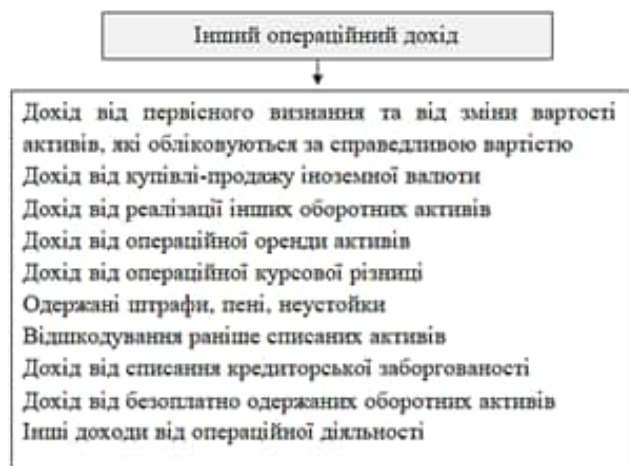 Інший операційний дохід
Дохід від первісного визнання та від зміни вартості
активів, які обліковуються за справедливою вартістю
Дохід від купівлі-продажу іноземної валюти
Дохід від реалізації інших оборотних активів
Дохід від операційної оренди активів
Дохід від операційної курсової різниці
Одержані штрафи, пені, неустойки
Відшкодування раніше списаних активів
Дохід від списання кредиторської заборгованості
Дохід від безоплатно одержаних оборотних активів
Інші доходи від операційної діяльності